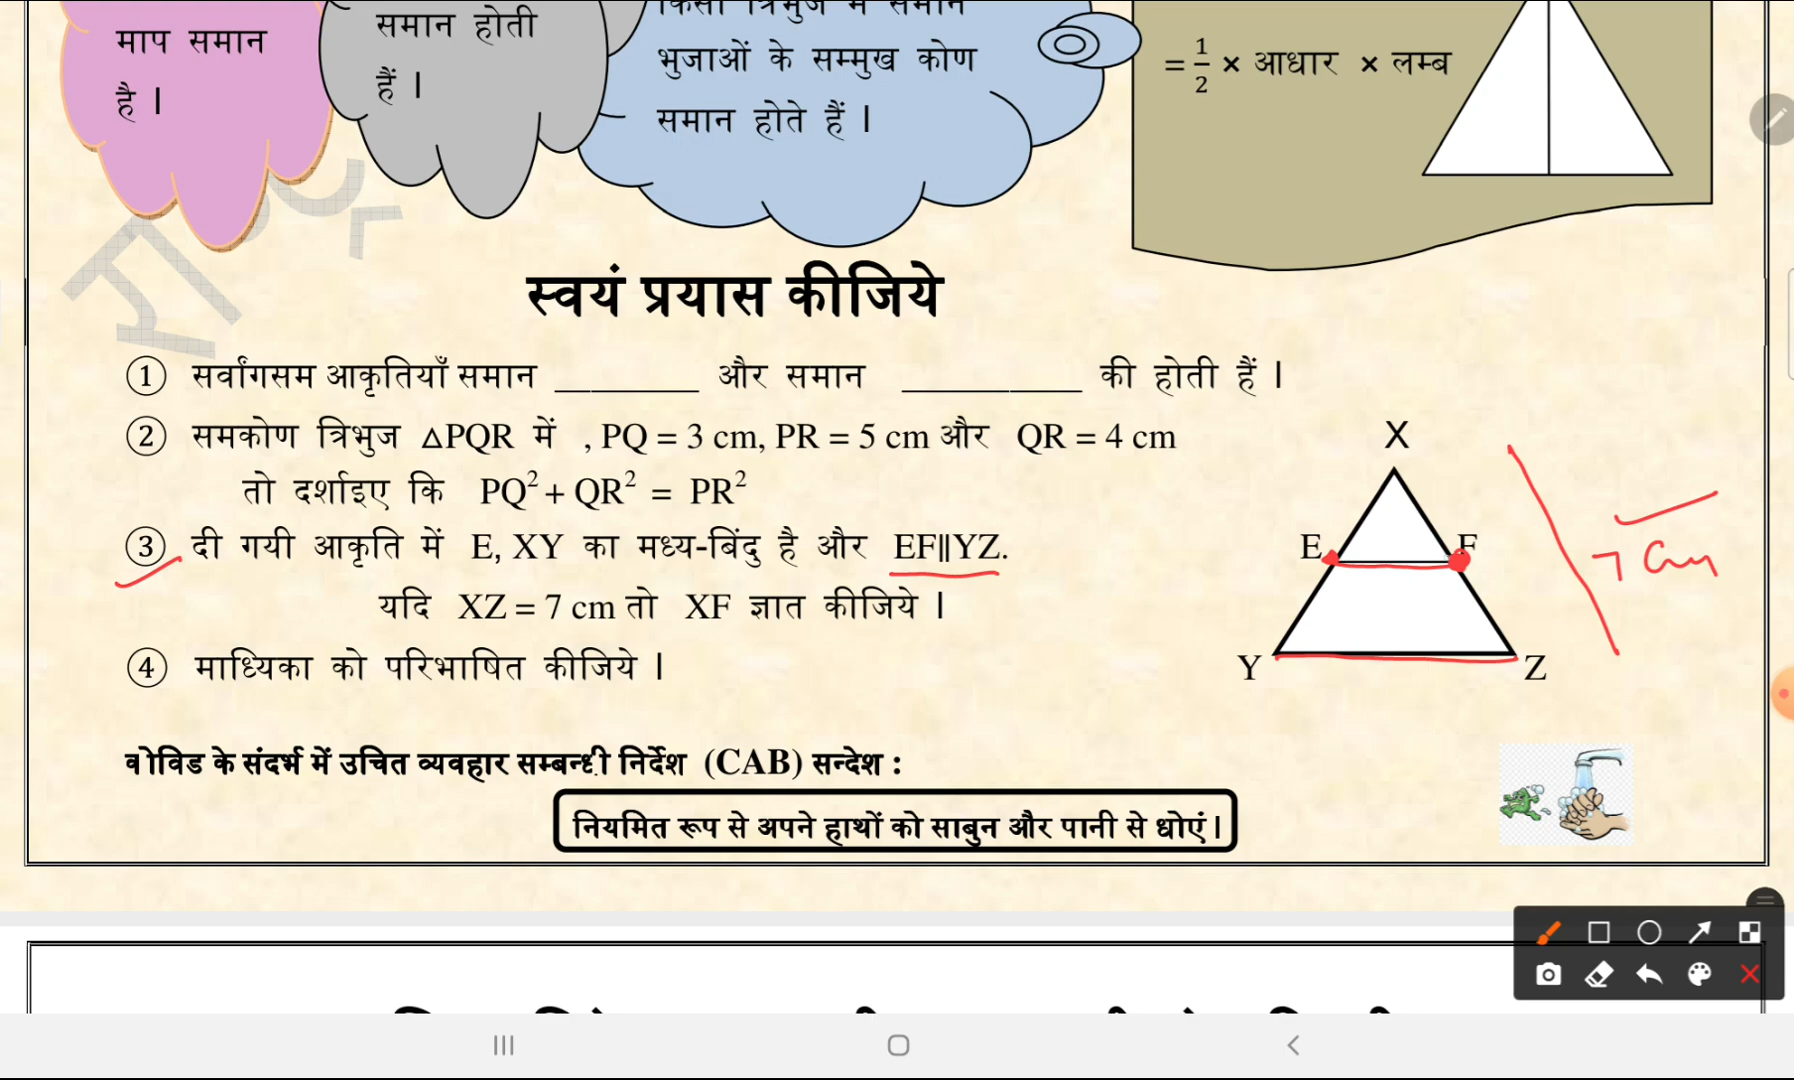 माप समान
है ।
समान होती
हैं ।
किसी त्रिभुज में समान
भुजाओं के सम्मुख कोण
समान होते हैं ।
= 1/2 × आधार × लम्ब
स्वयं प्रयास कीजिये
① सर्वांगसम आकृतियाँ समान ________ और समान __________ की होती हैं ।
② समकोण त्रिभुज △PQR में , PQ = 3 cm, PR = 5 cm और QR = 4 cm
तो दर्शाइए कि PQ² + QR² = PR²
③ दी गयी आकृति में E, XY का मध्य-बिंदु है और EF∥YZ.
यदि XZ = 7 cm तो XF ज्ञात कीजिये ।
④ माध्यिका को परिभाषित कीजिये ।
X
E
F
Y
Z
7 cm
वोविड के संदर्भ में उचित व्यवहार सम्बन्धी निर्देश (CAB) सन्देश :
नियमित रूप से अपने हाथों को साबुन और पानी से धोएं ।